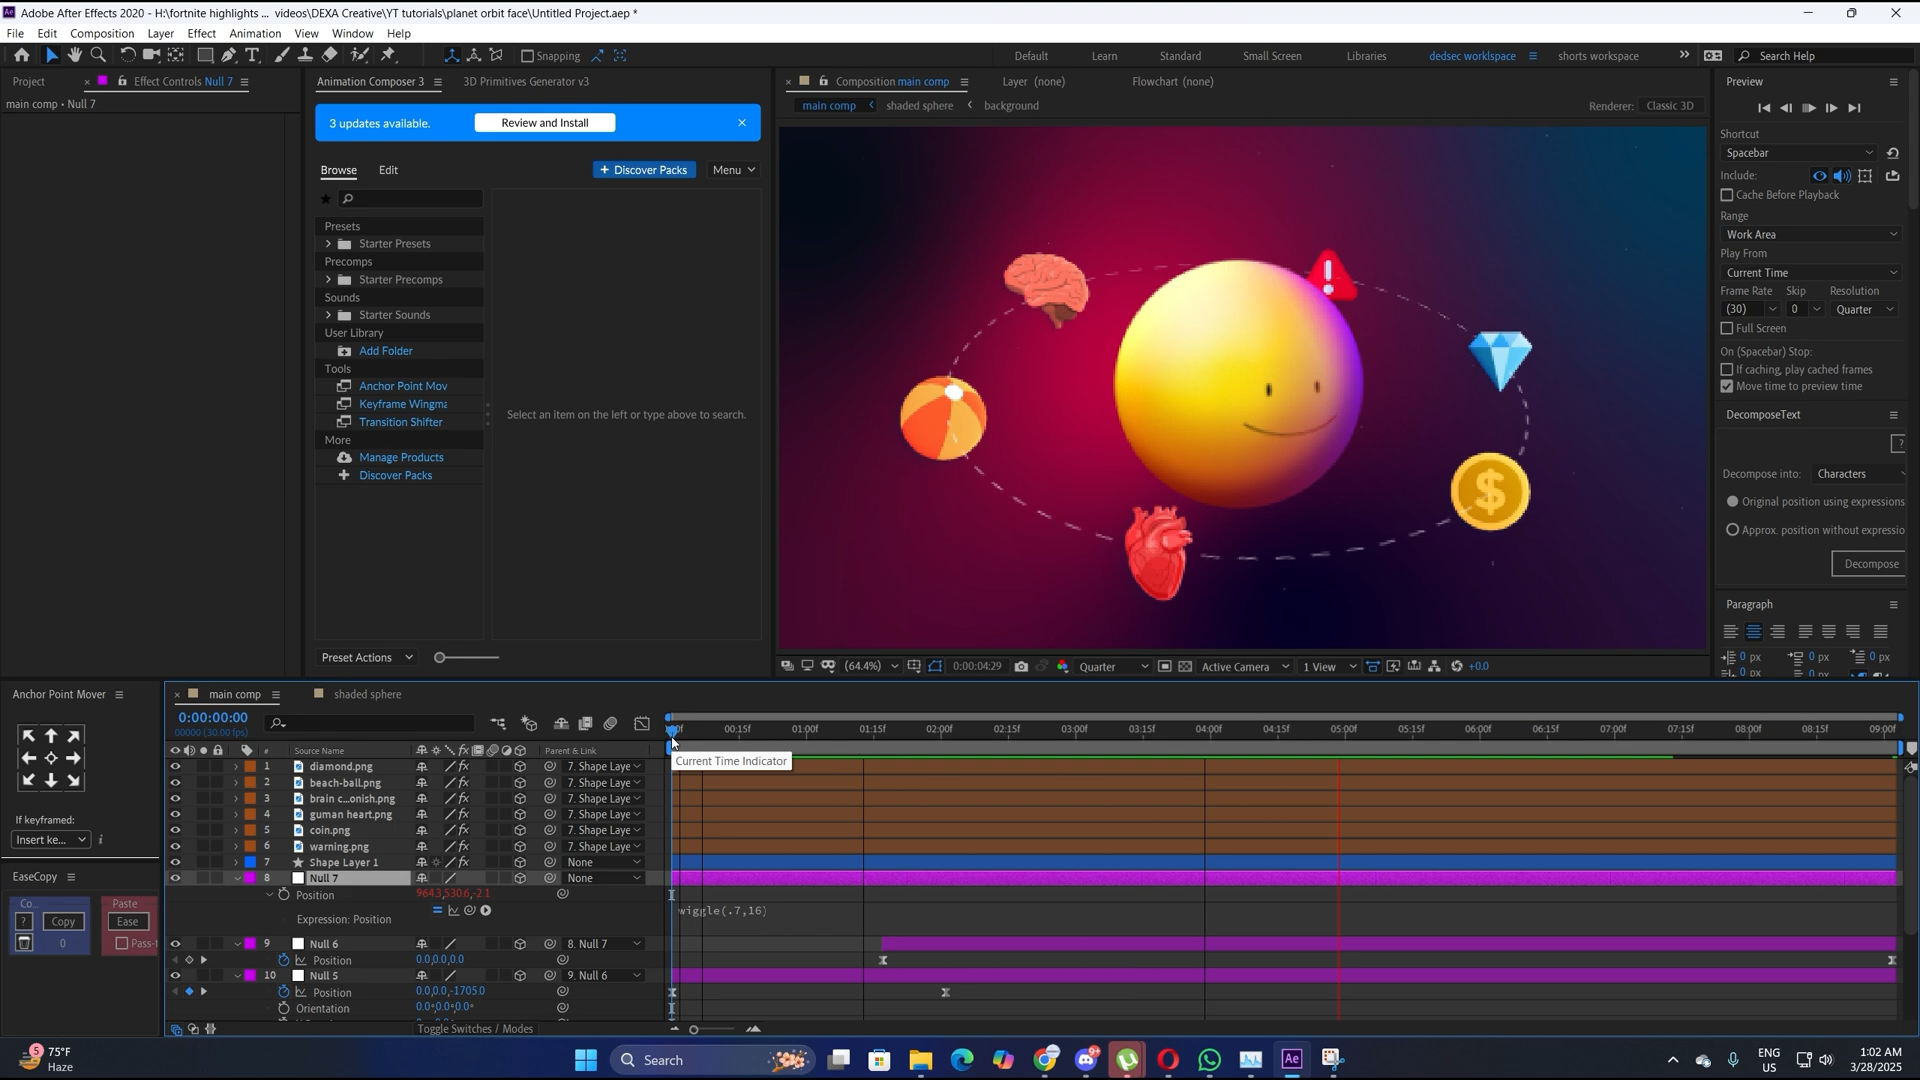 Adobe After Effects 2020 - H:\fortnite highlights ... videos\DEXA Creative\YT tutorials\planet orbit face\Untitled Project.aep *
File Edit Composition Layer Effect Animation View Window Help
Snapping
Default Learn Standard Small Screen Libraries dedsec worklspace shorts workspace Search Help
Project Effect Controls Null 7
main comp • Null 7
Animation Composer 3 3D Primitives Generator v3
3 updates available. Review and Install
Browse Edit + Discover Packs Menu
Presets
Starter Presets
Precomps
Starter Precomps
Sounds
Starter Sounds
User Library
Add Folder
Tools
Anchor Point Mov
Keyframe Wingma
Transition Shifter
More
Manage Products
Discover Packs
Select an item on the left or type above to search.
Preset Actions
Composition main comp Layer (none) Flowchart (none)
main comp shaded sphere background Renderer: Classic 3D
$
(64.4%) 0:00:04:29 Quarter Active Camera 1 View +0.0
Preview
Shortcut
Spacebar
Include:
Cache Before Playback
Range
Work Area
Play From
Current Time
Frame Rate Skip Resolution
(30) 0 Quarter
Full Screen
On (Spacebar) Stop:
If caching, play cached frames
Move time to preview time
DecomposeText
?
Decompose into: Characters
Original position using expressions
Approx. position without expressio
Decompose
Paragraph
0 px 0 px 0 px
Anchor Point Mover
If keyframed:
Insert ke...
EaseCopy
Co... Paste
? Copy Ease
0 Pass-t
main comp shaded sphere
0:00:00:00
00000 (30.00 fps)
00:15f 01:00f 01:15f 02:00f 02:15f 03:00f 03:15f 04:00f 04:15f 05:00f 05:15f 06:00f 06:15f 07:00f 07:15f 08:00f 08:15f 09:00f
# Source Name Parent & Link
Current Time Indicator
1 diamond.png 7. Shape Laye
2 beach-ball.png 7. Shape Laye
3 brain c...onish.png 7. Shape Laye
4 guman heart.png 7. Shape Laye
5 coin.png 7. Shape Laye
6 warning.png 7. Shape Laye
7 Shape Layer 1 None
8 Null 7 None
Position 964.3,530.6,-2.1
Expression: Position wiggle(.7,16)
9 Null 6 8. Null 7
Position 0.0,0.0,0.0
10 Null 5 9. Null 6
Position 0.0,0.0,-1705.0
Orientation 0.0°,0.0°,0.0°
Toggle Switches / Modes
5 75°F
Haze
Search
Ae
ENG
US
1:02 AM
3/28/2025